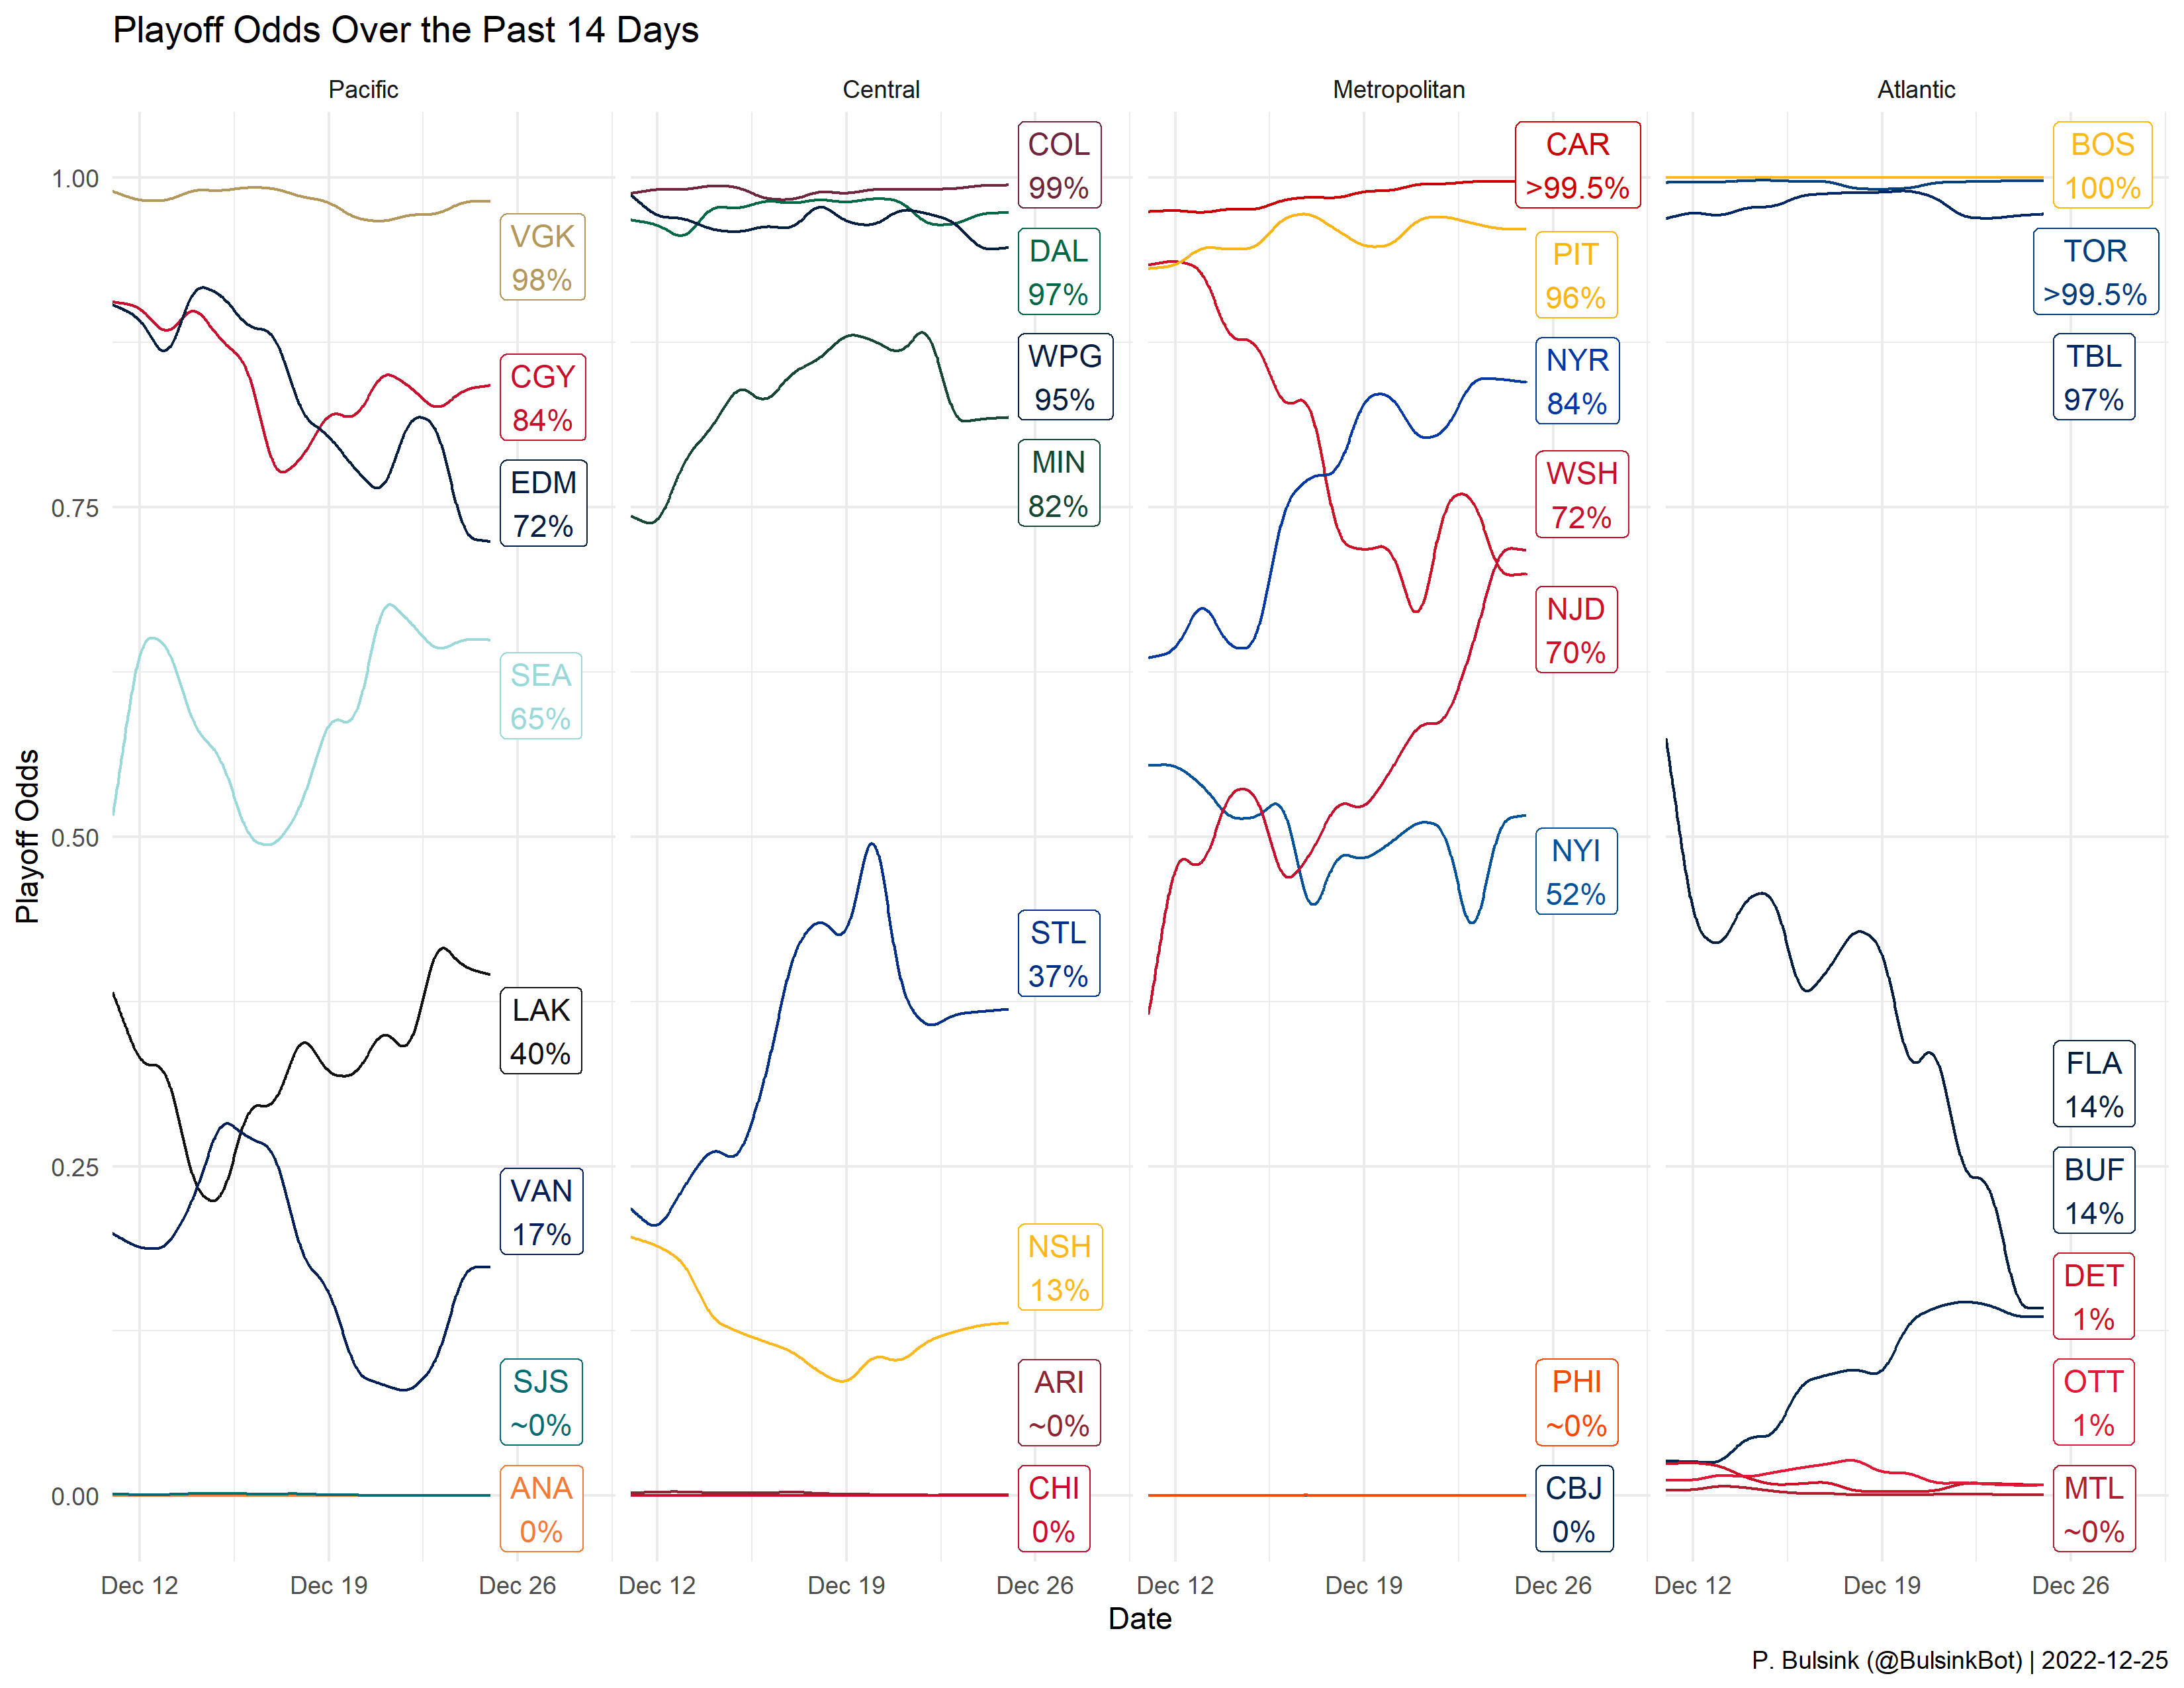 Playoff Odds Over the Past 14 Days
Pacific
Central
Metropolitan
Atlantic
Playoff Odds
1.00
0.75
0.50
0.25
0.00
VGK
98%
CGY
84%
EDM
72%
SEA
65%
LAK
40%
VAN
17%
SJS
~0%
ANA
0%
COL
99%
DAL
97%
WPG
95%
MIN
82%
STL
37%
NSH
13%
ARI
~0%
CHI
0%
CAR
>99.5%
PIT
96%
NYR
84%
WSH
72%
NJD
70%
NYI
52%
PHI
~0%
CBJ
0%
BOS
100%
TOR
>99.5%
TBL
97%
FLA
14%
BUF
14%
DET
1%
OTT
1%
MTL
~0%
Dec 12 Dec 19 Dec 26
Dec 12 Dec 19 Dec 26
Dec 12 Dec 19 Dec 26
Dec 12 Dec 19 Dec 26
Date
P. Bulsink (@BulsinkBot) | 2022-12-25